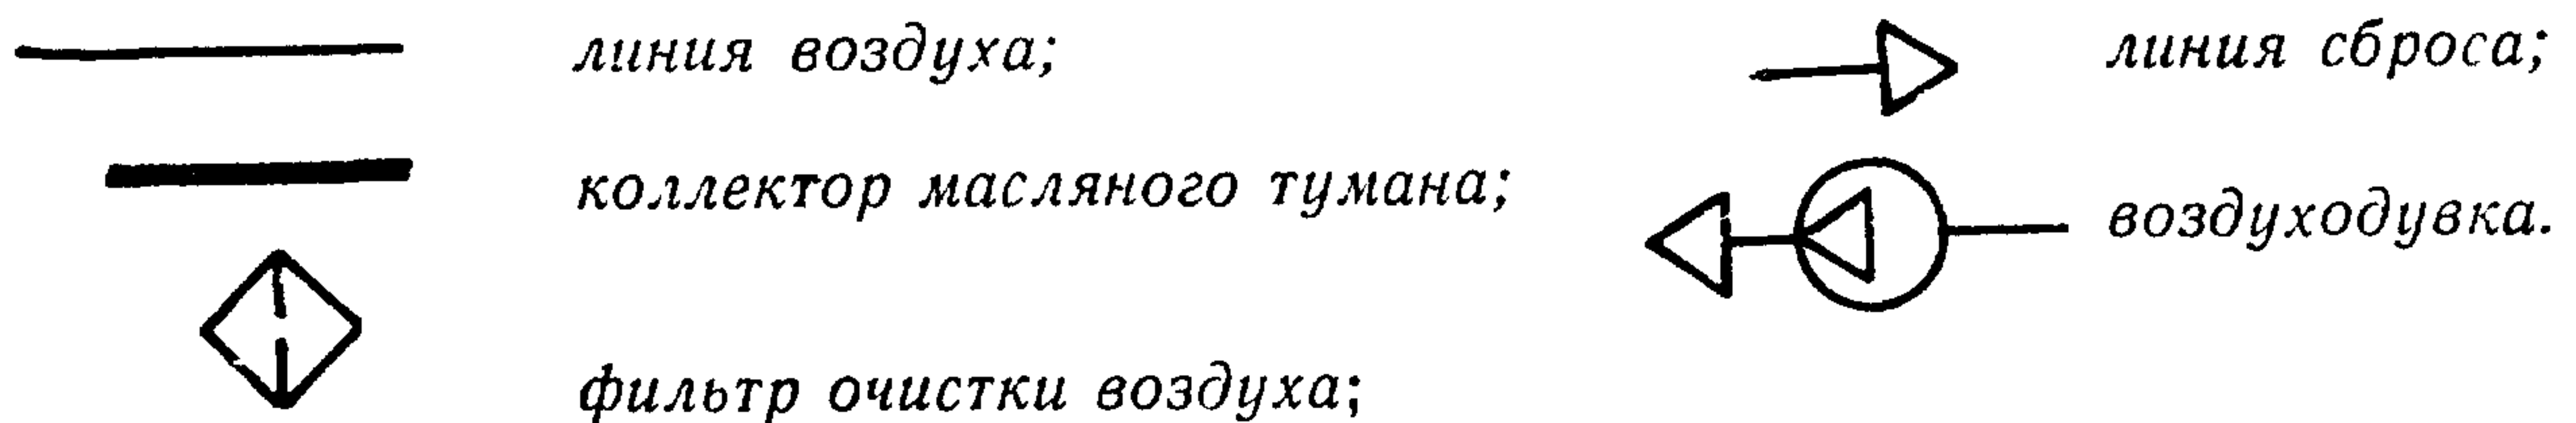 линия воздуха;
коллектор масляного тумана;
фильтр очистки воздуха;
линия сброса;
воздуходувка.